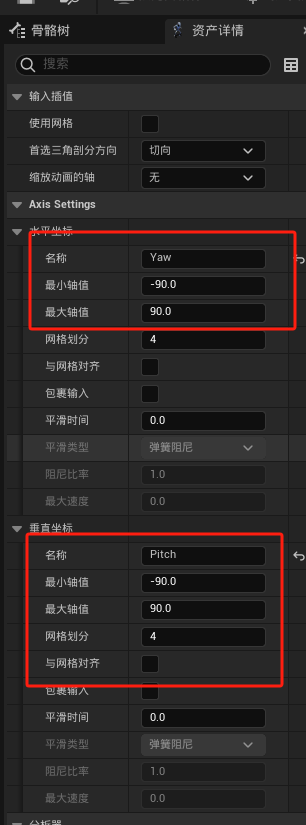 骨骼树 资产详情
搜索
输入插值
使用网格
首选三角剖分方向 切向
缩放动画的轴 无
Axis Settings
水平坐标
名称 Yaw
最小轴值 -90.0
最大轴值 90.0
网格划分 4
与网格对齐
包裹输入
平滑时间 0.0
平滑类型 弹簧阻尼
阻尼比率 1.0
最大速度 0.0
垂直坐标
名称 Pitch
最小轴值 -90.0
最大轴值 90.0
网格划分 4
与网格对齐
包裹输入
平滑时间 0.0
平滑类型 弹簧阻尼
阻尼比率 1.0
最大速度 0.0